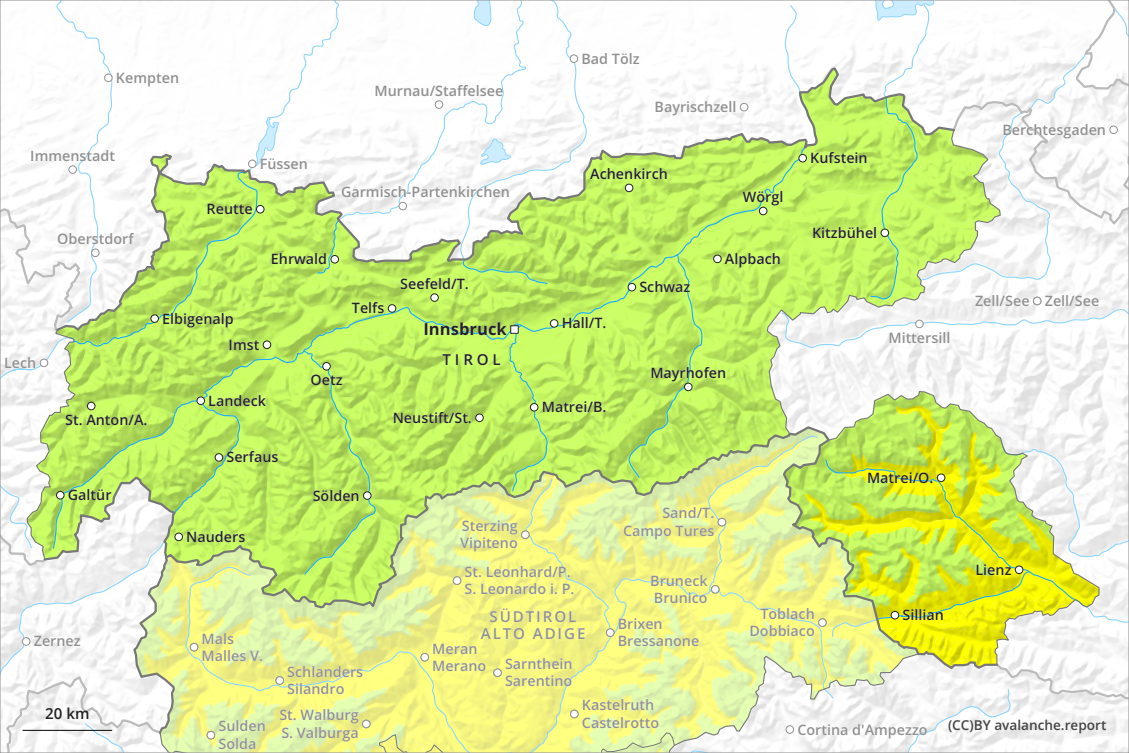 Kempten
Bad Tölz
Murnau/Staffelsee
Bayrischzell
Berchtesgaden
Immenstadt
Füssen
Kufstein
Achenkirch
Garmisch-Partenkirchen
Wörgl
Reutte
Kitzbühel
Oberstdorf
Ehrwald
Alpbach
Seefeld/T.
Schwaz
Zell/See
Zell/See
Telfs
Elbigenalp
Innsbruck
Hall/T.
Mittersill
Imst
TIROL
Lech
Oetz
Mayrhofen
Landeck
Matrei/B.
St. Anton/A.
Neustift/St.
Serfaus
Matrei/O.
Galtür
Sölden
Sand/T.
Campo Tures
Sterzing
Vipiteno
Nauders
St. Leonhard/P.
S. Leonardo i. P.
Lienz
Bruneck
Brunico
SÜDTIROL
ALTO ADIGE
Toblach
Dobbiaco
Sillian
Brixen
Bressanone
Zernez
Mals
Malles V.
Meran
Merano
Sarnthein
Sarentino
Schlanders
Silandro
Kastelruth
Castelrotto
St. Walburg
S. Valburga
Sulden
Solda
Cortina d'Ampezzo
20 km
(CC)BY avalanche.report